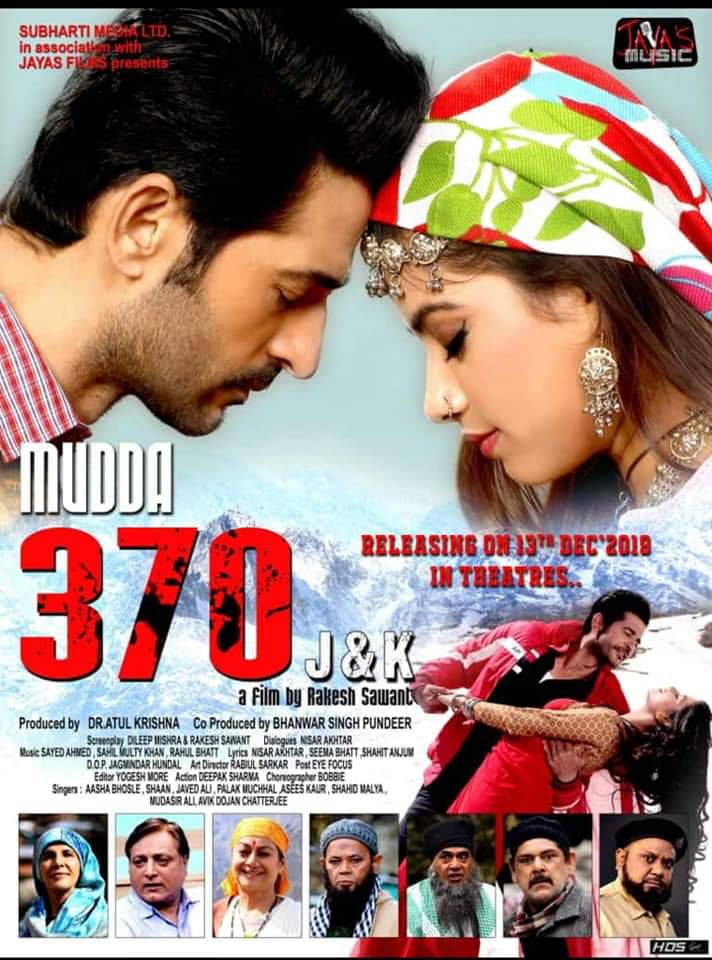 SUBHARTI MEDIA LTD.
in association with
JAYAS FILMS presents
JAYA'S
MUSIC
MUDDA
370 J&K
RELEASING ON 13TH DEC'2019
IN THEATRES..
a film by Rakesh Sawant
Produced by DR.ATUL KRISHNA Co Produced by BHANWAR SINGH PUNDEER
Screenplay DILEEP MISHRA & RAKESH SAWANT Dialogues NISAR AKHTAR
Music SAYED AHMED , SAHIL MULTY KHAN , RAHUL BHATT Lyrics NISAR AKHTAR , SEEMA BHATT ,SHAHIT ANJUM
D.O.P. JAGMINDAR HUNDAL Art Director RABIUL SARKAR Post EYE FOCUS
Editor YOGESH MORE Action DEEPAK SHARMA Choreographer BOBBIE
Singers : AASHA BHOSLE , SHAAN , JAVED ALI , PALAK MUCHHAL ,ASEES KAUR , SHAHID MALYA ,
MUDASIR ALI, AVIK DOJAN CHATTERJEE
HDS